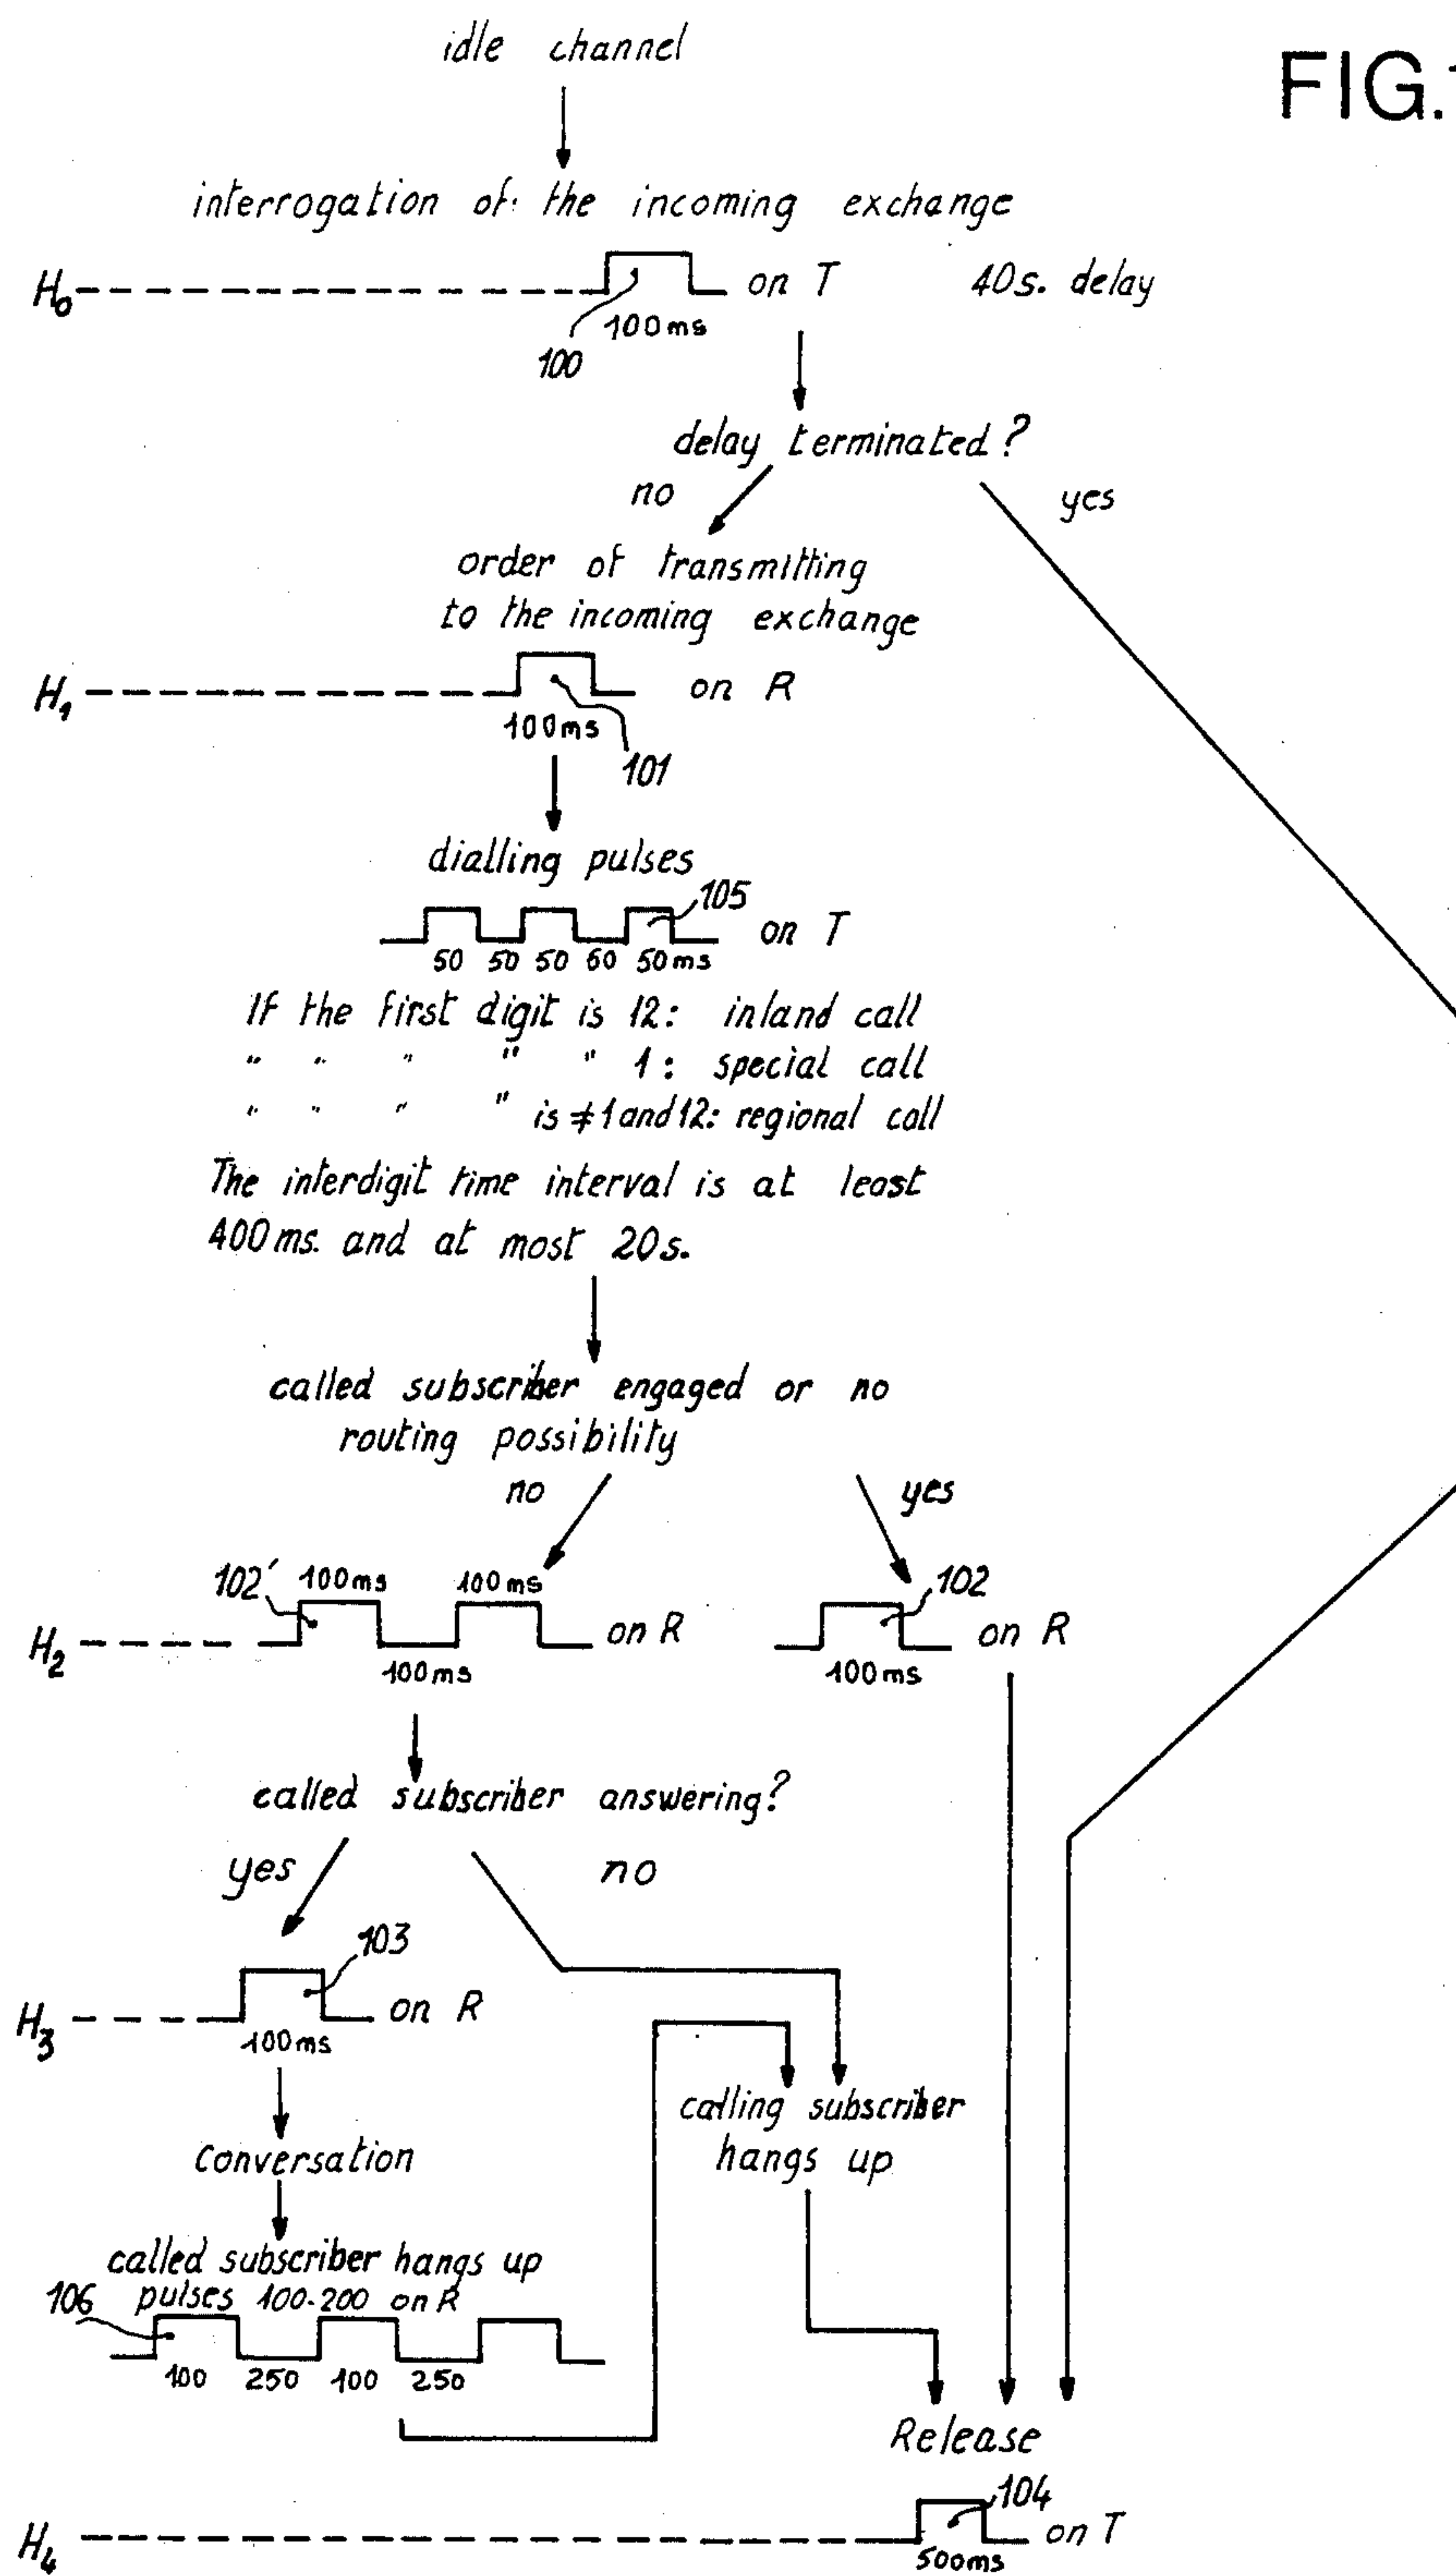 idle channel
FIG.1
interrogation of the incoming exchange
H0 on T 40s. delay
100ms
100
delay terminated?
no yes
order of transmitting
to the incoming exchange
H1 on R
100ms
101
dialling pulses
105
on T
50 50 50 60 50ms
If the first digit is 12: inland call
" " " " " 1: special call
" " " " is ≠1 and 12: regional call
The interdigit time interval is at least
400ms. and at most 20s.
called subscriber engaged or no
routing possibility
no yes
102' 100ms 100ms 102
H2 on R on R
100ms 100ms
called subscriber answering?
yes no
103
H3 on R
100ms
calling subscriber
hangs up
Conversation
called subscriber hangs up
106 pulses 100-200 on R
100 250 100 250
Release
104
H4 on T
500ms